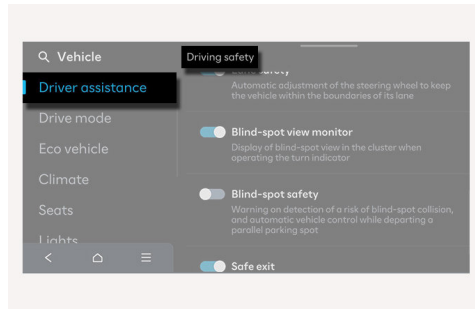 Vehicle
Driving safety
Driver assistance
Drive mode
Eco vehicle
Climate
Seats
Lights
Lane safety
Automatic adjustment of the steering wheel to keep
the vehicle within the boundaries of its lane
Blind-spot view monitor
Display of blind-spot view in the cluster when
operating the turn indicator
Blind-spot safety
Warning on detection of a risk of blind-spot collision,
and automatic vehicle control while departing a
parallel parking spot
Safe exit